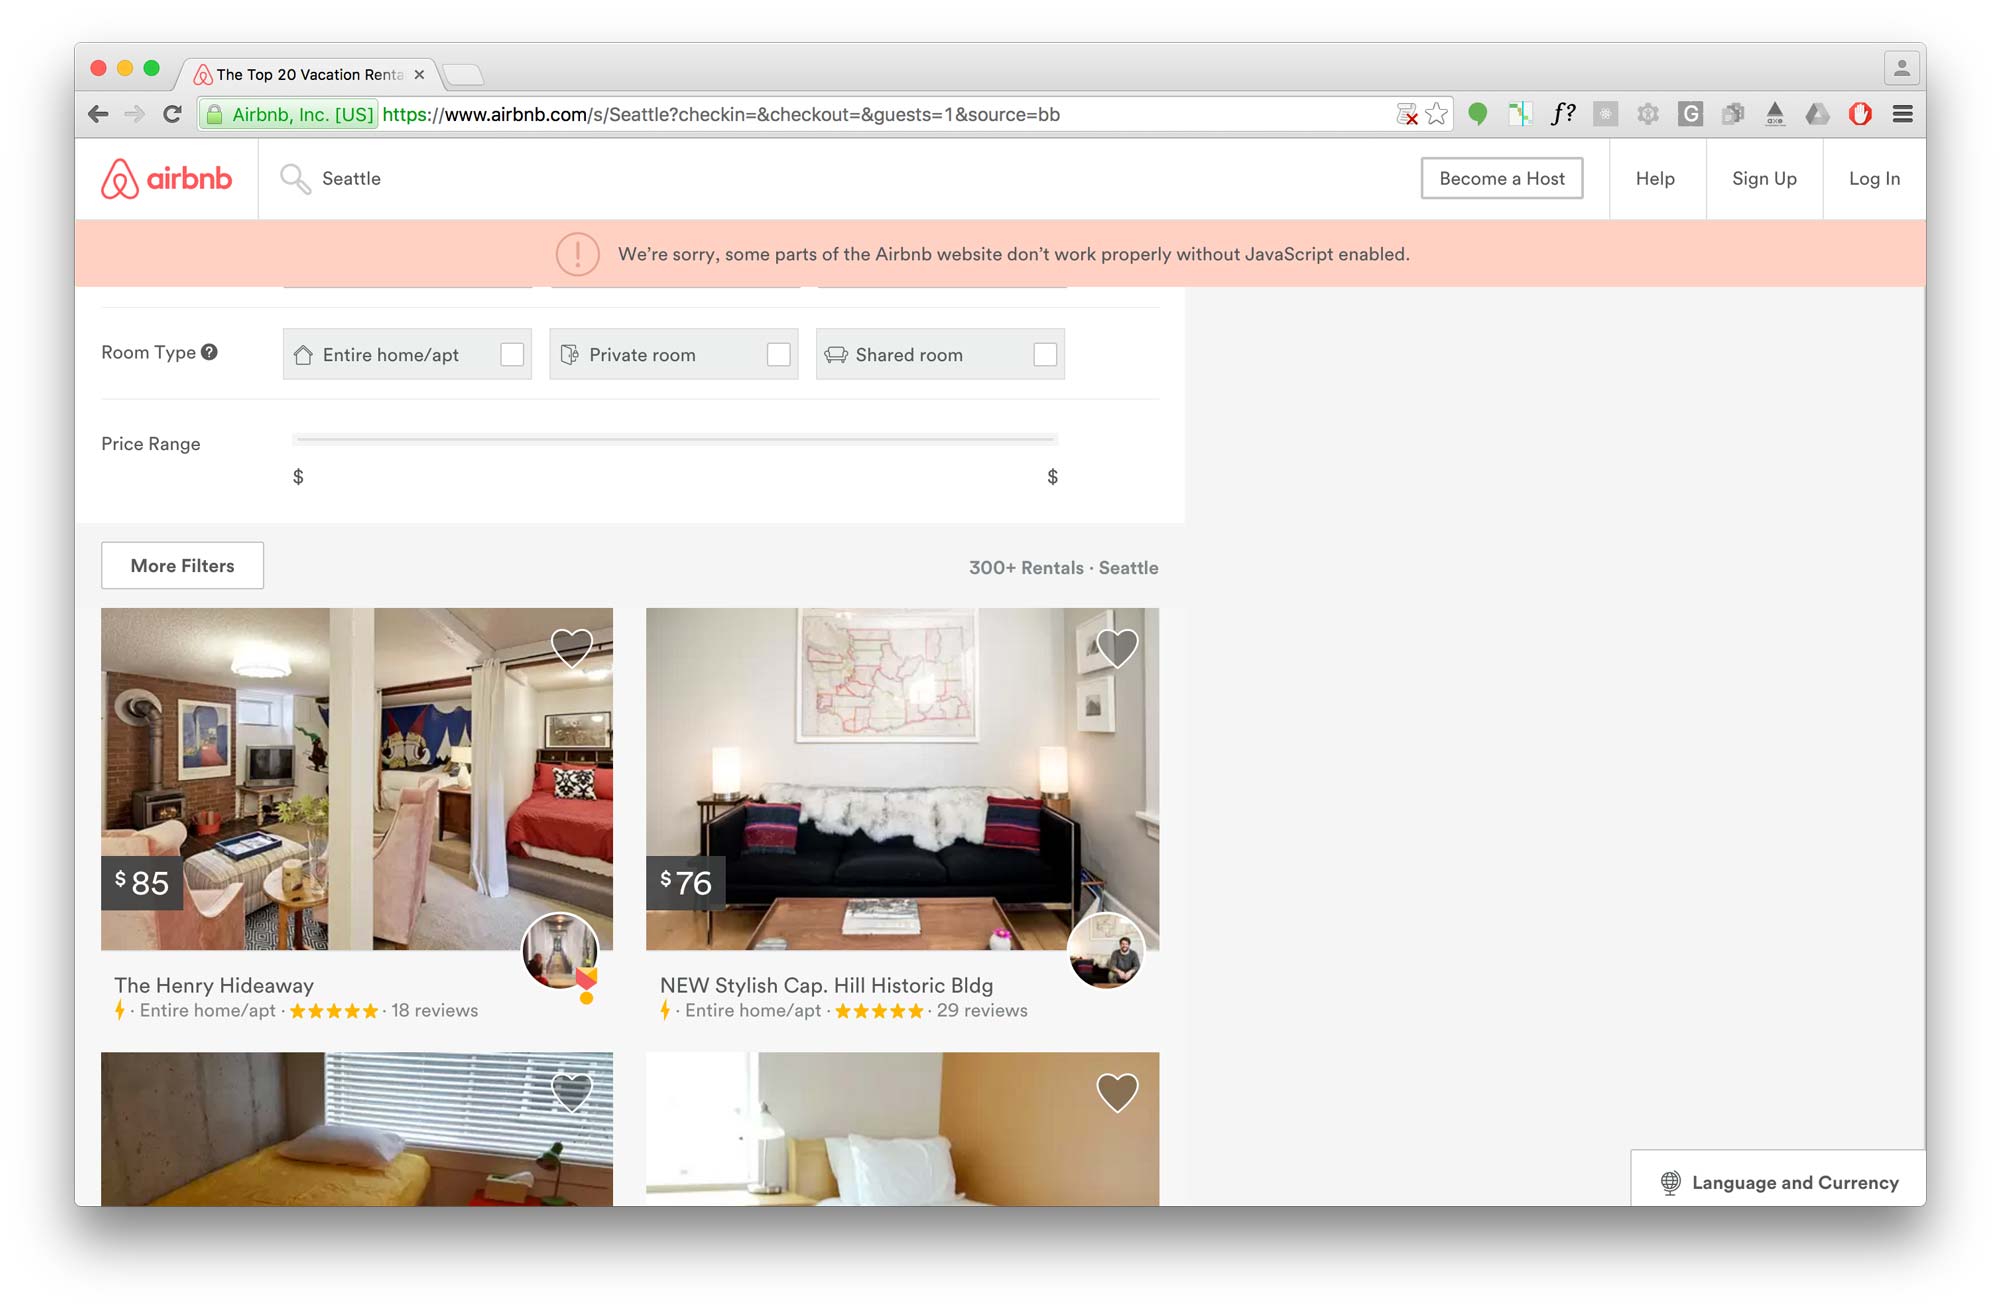 The Top 20 Vacation Renta
Airbnb, Inc. [US] https://www.airbnb.com/s/Seattle?checkin=&checkout=&guests=1&source=bb
f?
G
axe
airbnb
Seattle
Become a Host
Help
Sign Up
Log In
We’re sorry, some parts of the Airbnb website don’t work properly without JavaScript enabled.
Room Type ?
Entire home/apt
Private room
Shared room
Price Range
$
$
More Filters
300+ Rentals · Seattle
$85
$76
The Henry Hideaway
· Entire home/apt · ★★★★★ · 18 reviews
NEW Stylish Cap. Hill Historic Bldg
· Entire home/apt · ★★★★★ · 29 reviews
Language and Currency